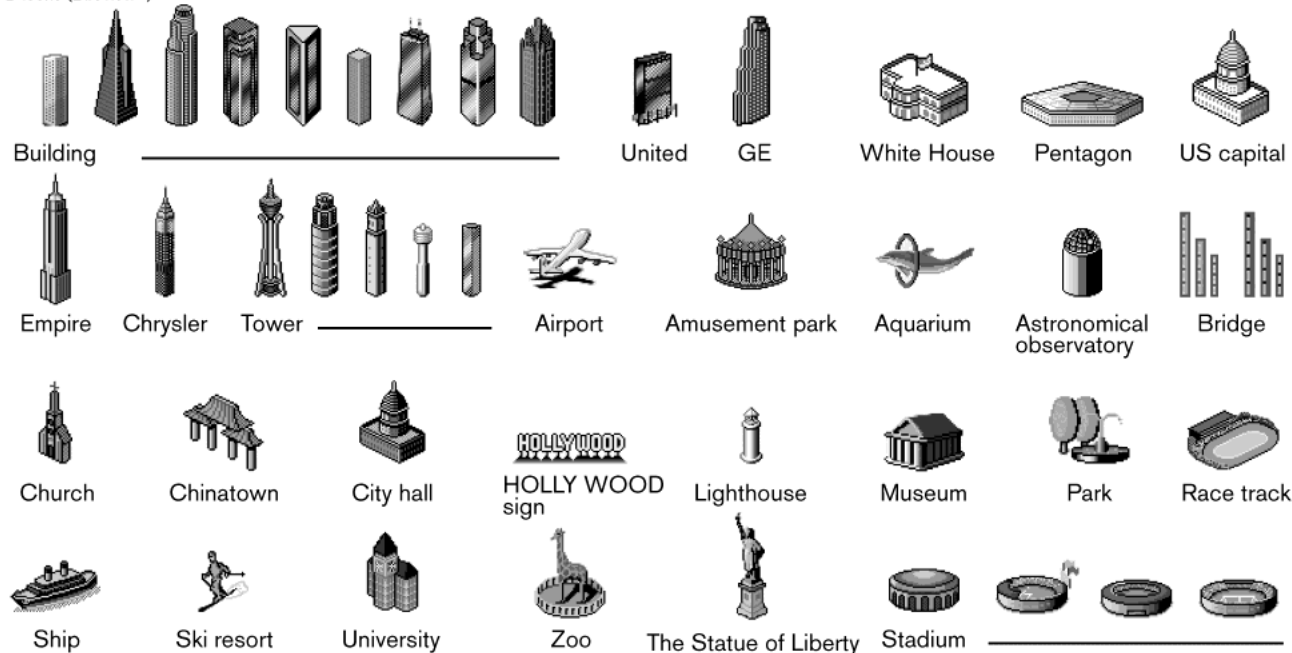 Building
United
GE
White House
Pentagon
US capital
Empire
Chrysler
Tower
Airport
Amusement park
Aquarium
Astronomical
observatory
Bridge
HOLLYWOOD
Church
Chinatown
City hall
HOLLY WOOD
sign
Lighthouse
Museum
Park
Race track
Ship
Ski resort
University
Zoo
The Statue of Liberty
Stadium